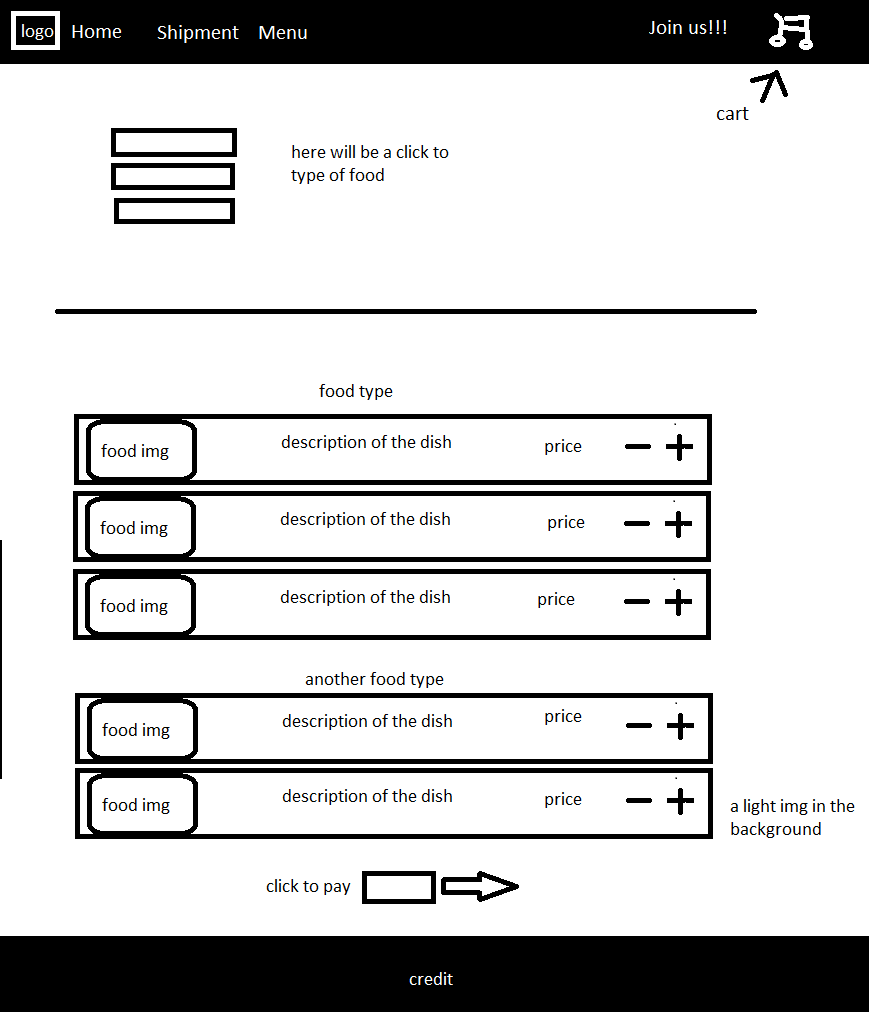 logo Home Shipment Menu Join us!!!
cart
here will be a click to
type of food
food type
food img description of the dish price
food img description of the dish price
food img description of the dish price
another food type
food img description of the dish price
food img description of the dish price
a light img in the
background
click to pay
credit